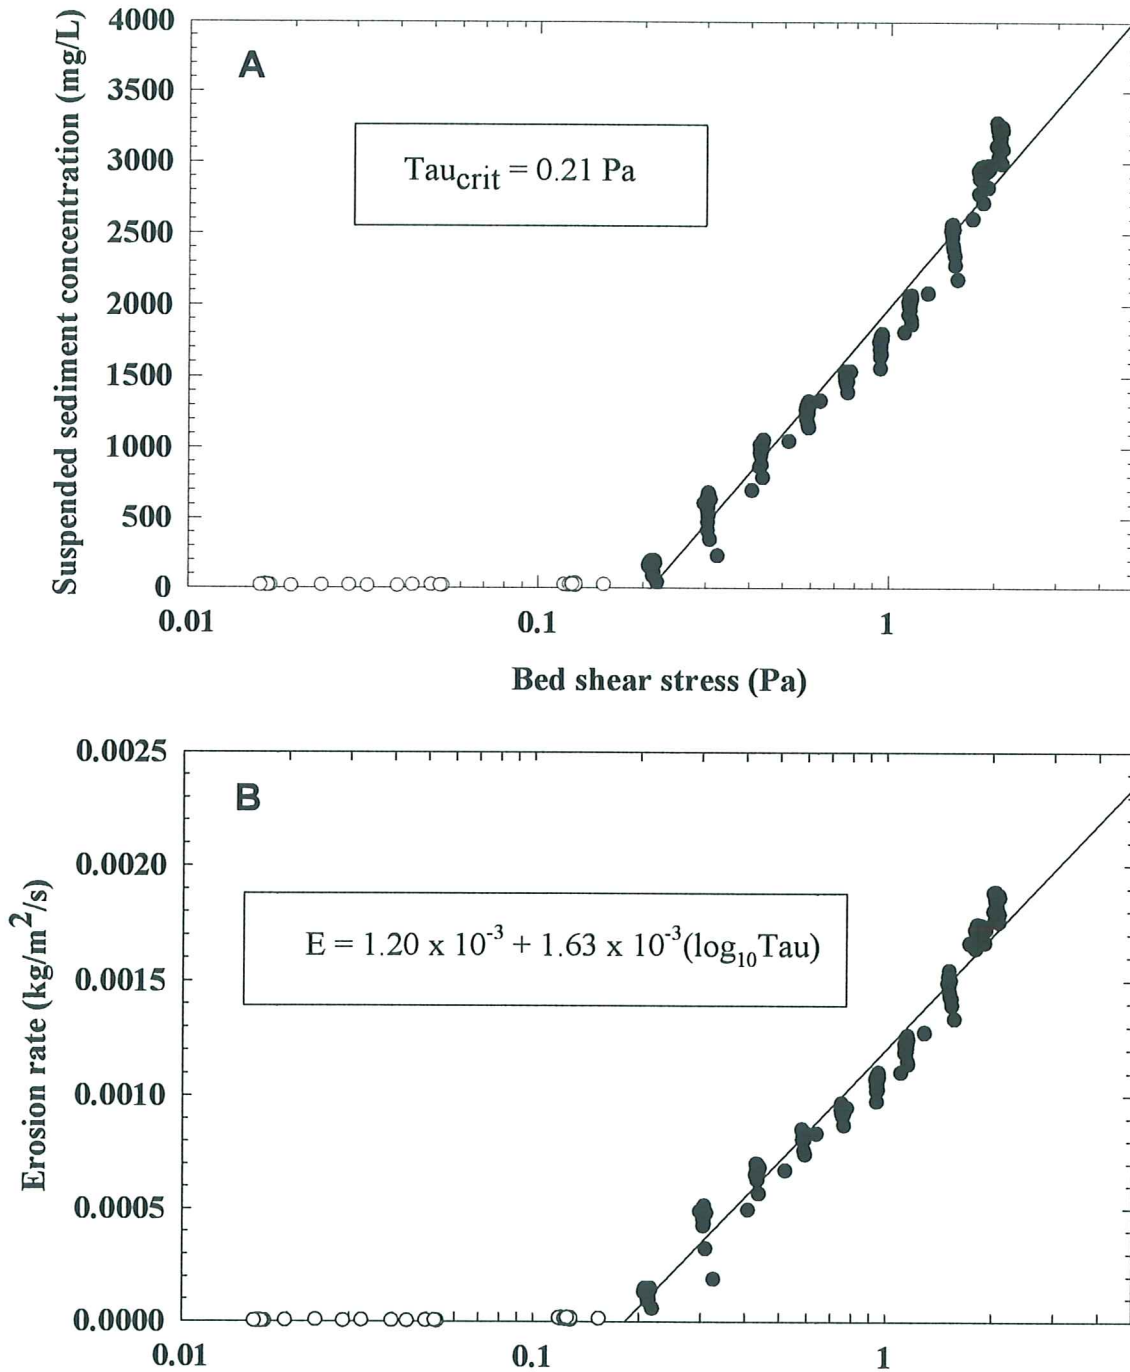 4000
3500
3000
2500
2000
1500
1000
500
0
Suspended sediment concentration (mg/L)
A
Tau_crit = 0.21 Pa
0.01 0.1 1
Bed shear stress (Pa)
0.0025
0.0020
0.0015
0.0010
0.0005
0.0000
Erosion rate (kg/m²/s)
B
E = 1.20 x 10⁻³ + 1.63 x 10⁻³(log₁₀Tau)
0.01 0.1 1